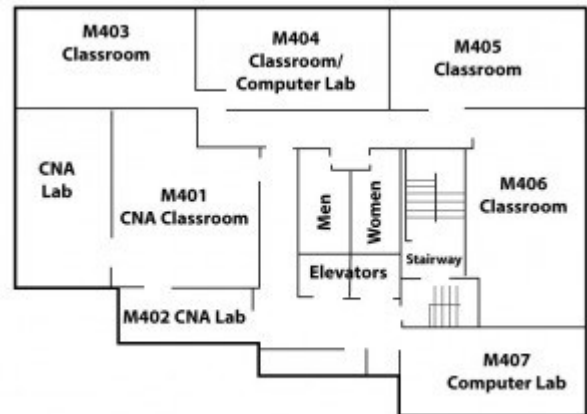 M403
Classroom
M404
Classroom/
Computer Lab
M405
Classroom
CNA
Lab
M401
CNA Classroom
Men
Women
M406
Classroom
Elevators
Stairway
M402 CNA Lab
M407
Computer Lab